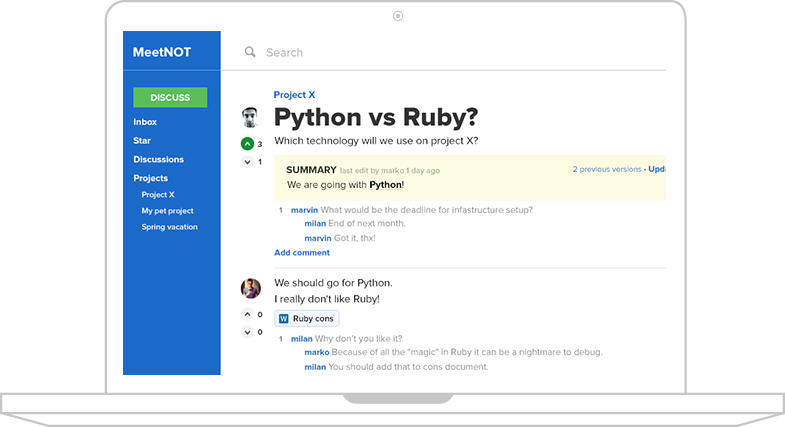 MeetNOT
Search
DISCUSS
Inbox
Star
Discussions
Projects
Project X
My pet project
Spring vacation
Project X
Python vs Ruby?
3
Which technology will we use on project X?
1
SUMMARY last edit by marko 1 day ago
2 previous versions • Upda
We are going with Python!
1 marvin What would be the deadline for infastructure setup?
milan End of next month.
marvin Got it, thx!
Add comment
We should go for Python.
I really don't like Ruby!
0
W Ruby cons
0
1 milan Why don't you like it?
marko Because of all the "magic" in Ruby it can be a nightmare to debug.
milan You should add that to cons document.